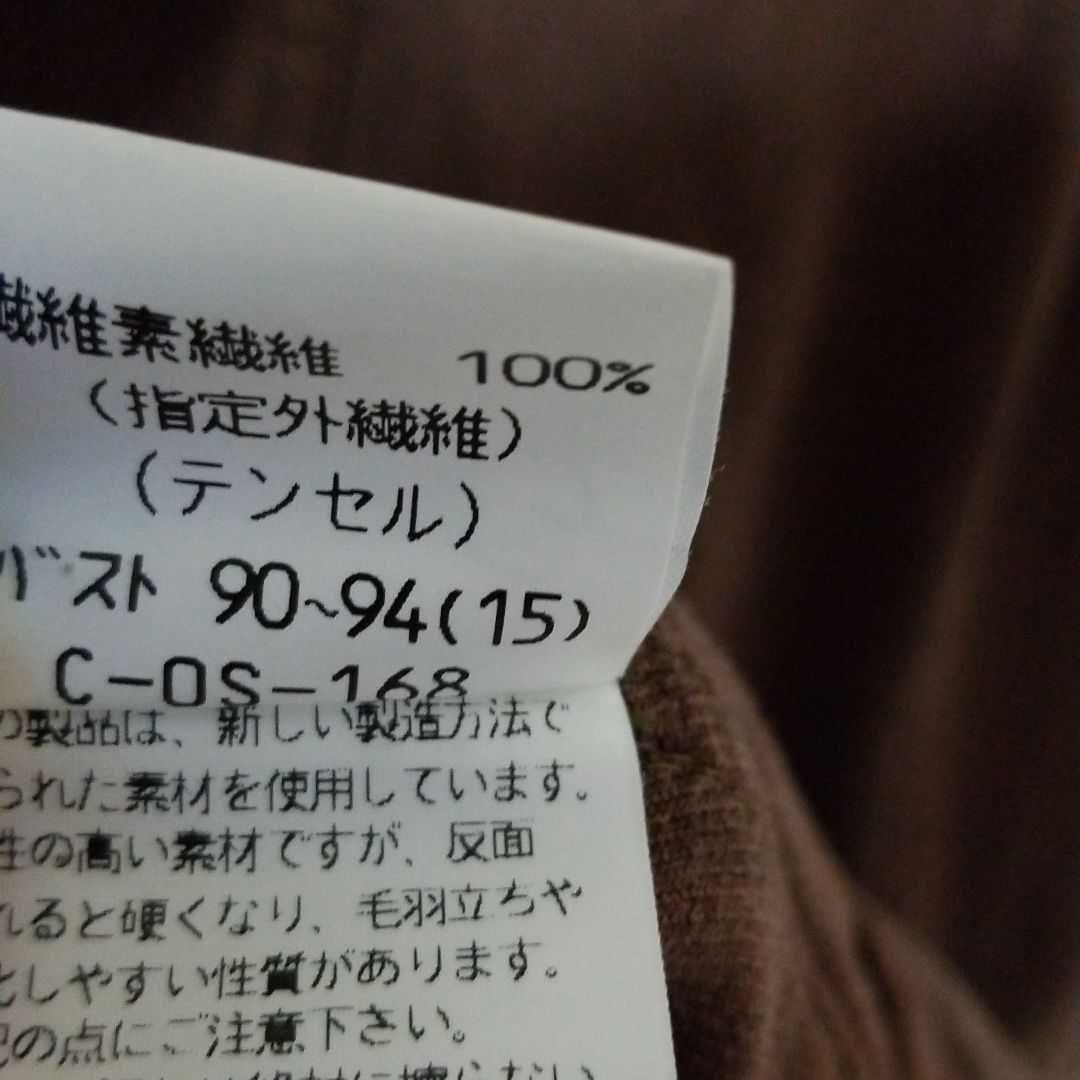 繊維素繊維 100%
(指定外繊維)
(テンセル)
バスト 90~94(15)
C-OS-168
の製品は、新しい製造方法で
られた素材を使用しています。
性の高い素材ですが、反面
れると硬くなり、毛羽立ちや
化しやすい性質があります。
記の点にご注意下さい。